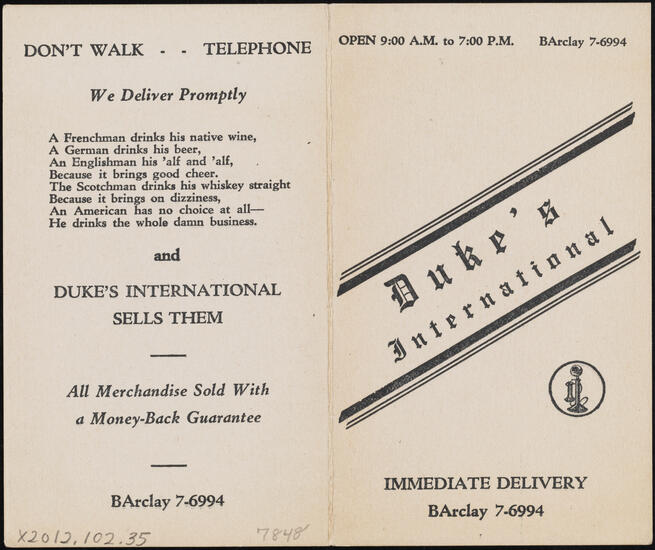 DON'T WALK - - TELEPHONE
We Deliver Promptly
A Frenchman drinks his native wine,
A German drinks his beer,
An Englishman his 'alf and 'alf,
Because it brings good cheer.
The Scotchman drinks his whiskey straight
Because it brings on dizziness,
An American has no choice at all—
He drinks the whole damn business.
and
DUKE'S INTERNATIONAL
SELLS THEM
All Merchandise Sold With
a Money-Back Guarantee
BArclay 7-6994
X2012.102.35
7848
OPEN 9:00 A.M. to 7:00 P.M. BArclay 7-6994
Duke's
International
IMMEDIATE DELIVERY
BArclay 7-6994